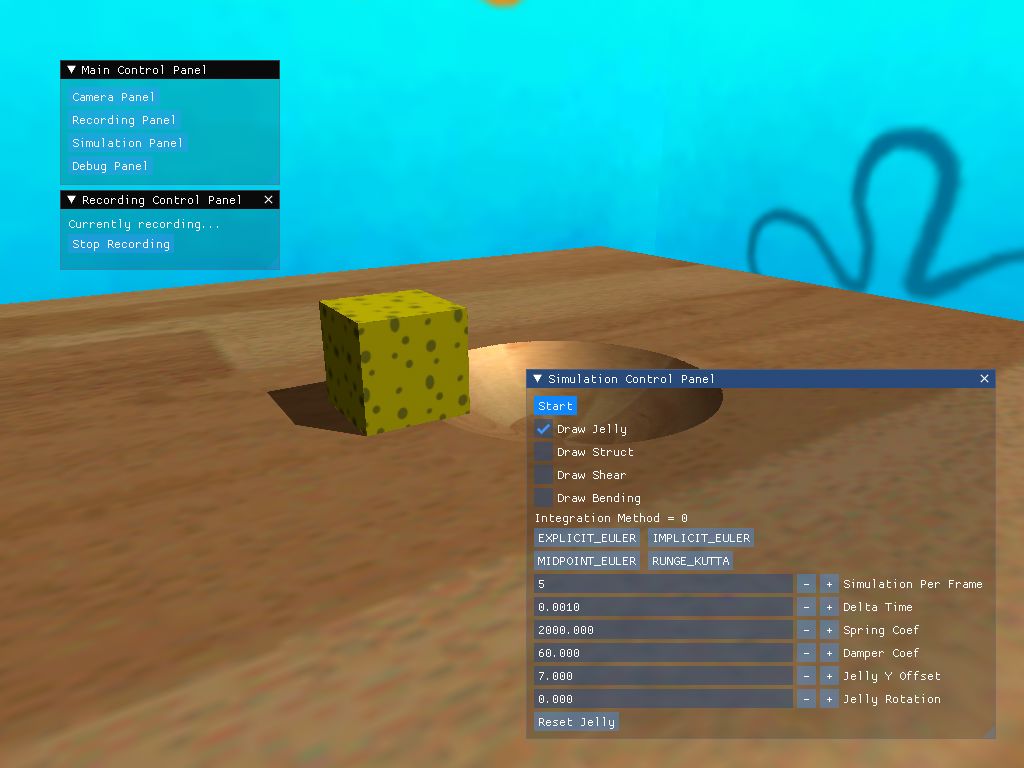 Main Control Panel
Camera Panel
Recording Panel
Simulation Panel
Debug Panel
Recording Control Panel
Currently recording...
Stop Recording
Simulation Control Panel
Start
Draw Jelly
Draw Struct
Draw Shear
Draw Bending
Integration Method = 0
EXPLICIT_EULER IMPLICIT_EULER
MIDPOINT_EULER RUNGE_KUTTA
5 - + Simulation Per Frame
0.0010 - + Delta Time
2000.000 - + Spring Coef
60.000 - + Damper Coef
7.000 - + Jelly Y Offset
0.000 - + Jelly Rotation
Reset Jelly